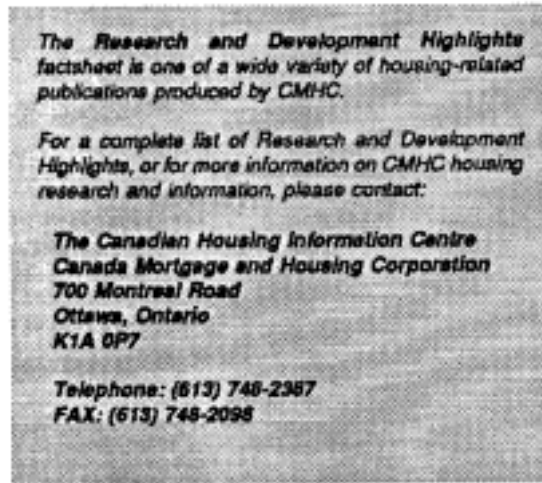 The Research and Development Highlights
factsheet is one of a wide variety of housing-related
publications produced by CMHC.
For a complete list of Research and Development
Highlights, or for more information on CMHC housing
research and information, please contact:
The Canadian Housing Information Centre
Canada Mortgage and Housing Corporation
700 Montreal Road
Ottawa, Ontario
K1A 0P7
Telephone: (613) 748-2367
FAX: (613) 748-2098